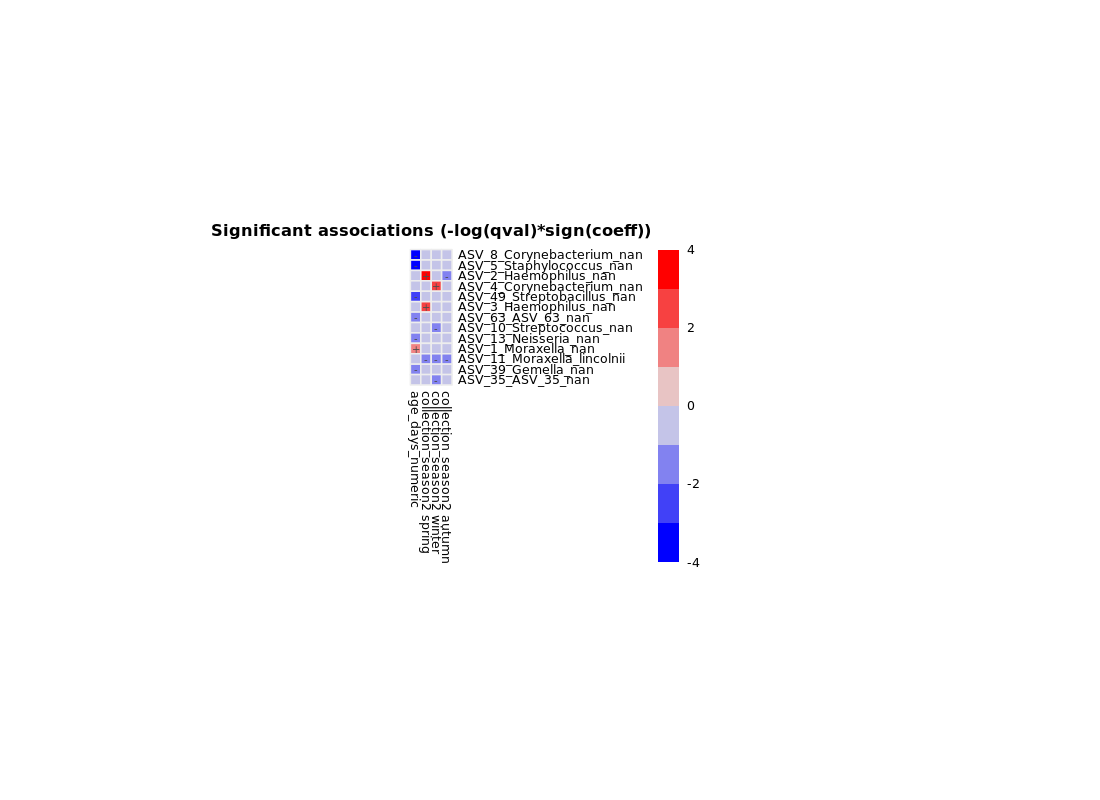 Significant associations (-log(qval)*sign(coeff))
ASV_8_Corynebacterium_nan
ASV_5_Staphylococcus_nan
ASV_2_Haemophilus_nan
ASV_4_Corynebacterium_nan
ASV_49_Streptobacillus_nan
ASV_3_Haemophilus_nan
ASV_63_ASV_63_nan
ASV_10_Streptococcus_nan
ASV_13_Neisseria_nan
ASV_1_Moraxella_nan
ASV_11_Moraxella_lincolnii
ASV_39_Gemella_nan
ASV_35_ASV_35_nan
age_days_numeric
collection_season2 spring
collection_season2 winter
collection_season2 autumn
4
2
0
-2
-4